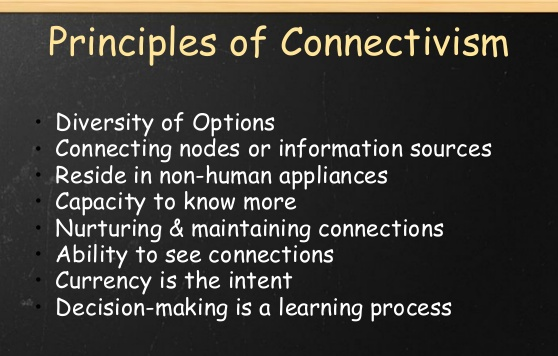 Principles of Connectivism
• Diversity of Options
• Connecting nodes or information sources
• Reside in non-human appliances
• Capacity to know more
• Nurturing & maintaining connections
• Ability to see connections
• Currency is the intent
• Decision-making is a learning process